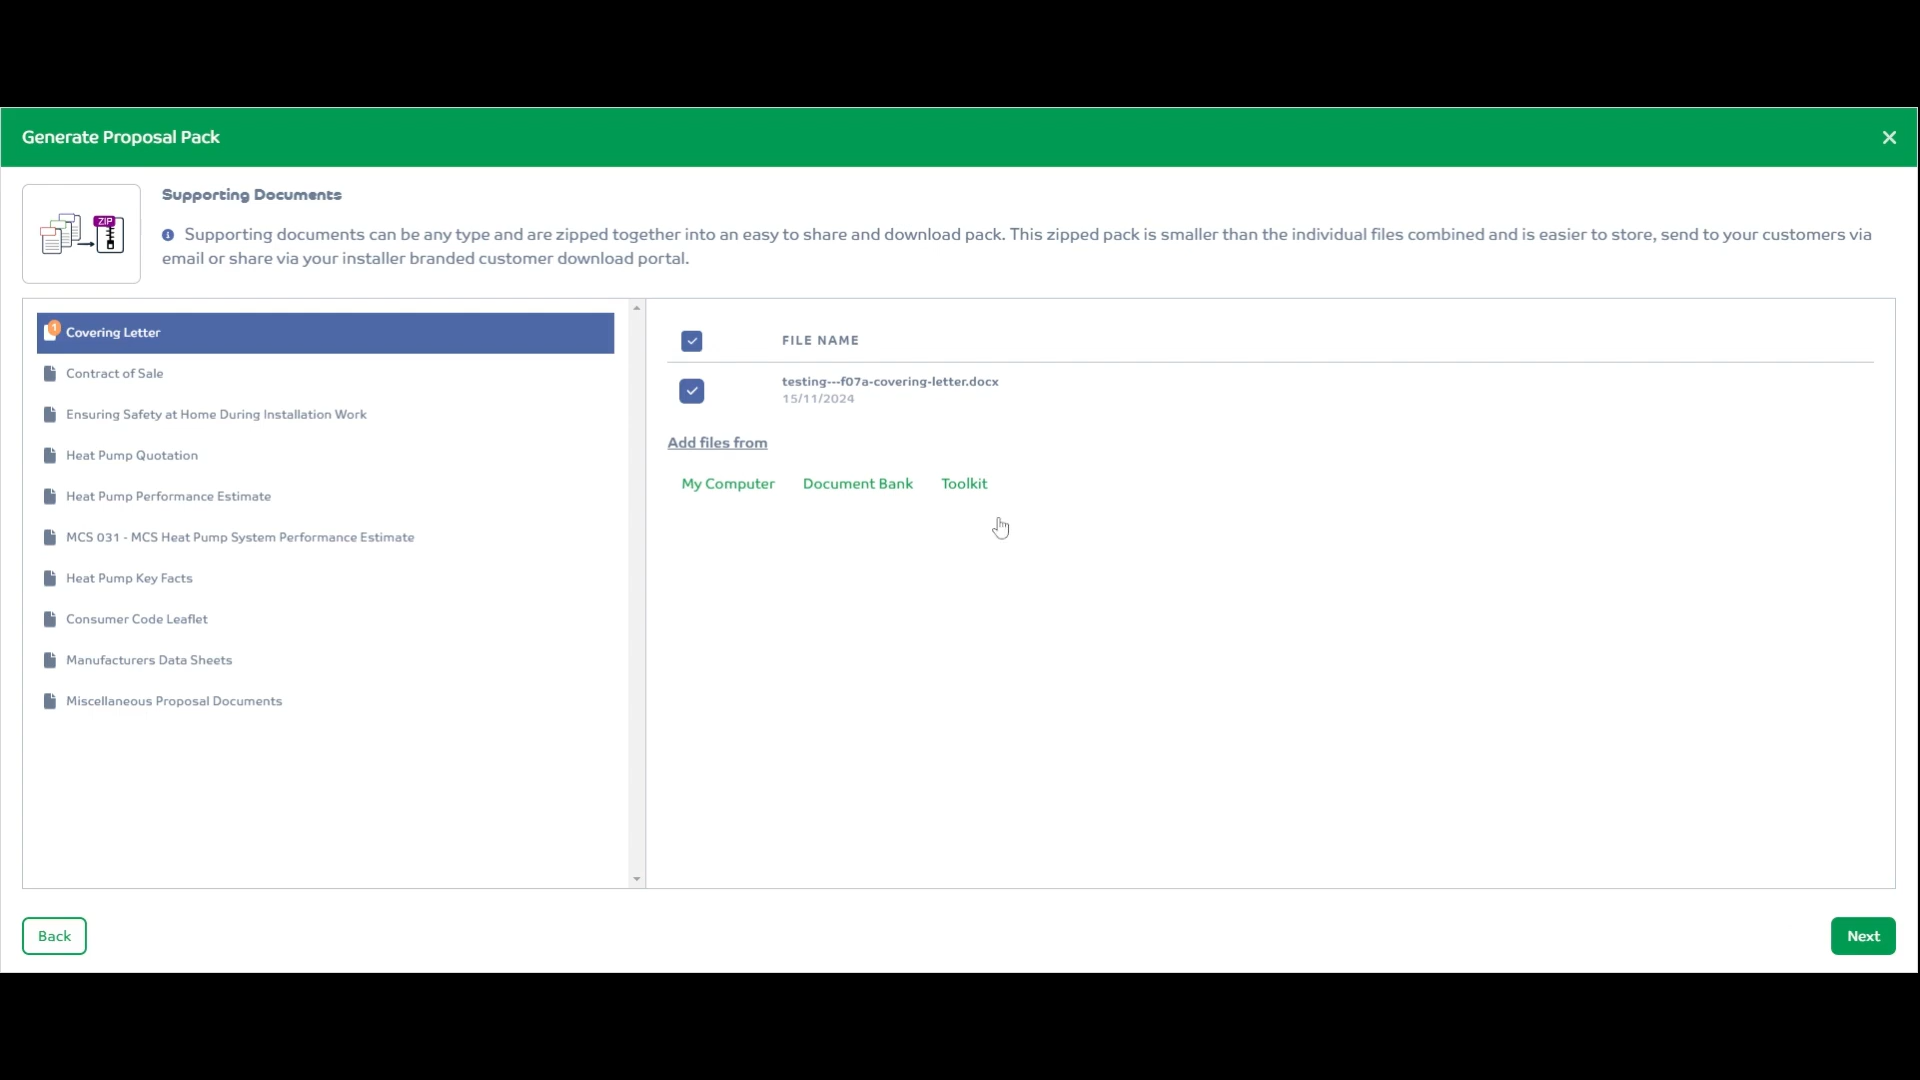 Generate Proposal Pack
ZIP
Supporting Documents
Supporting documents can be any type and are zipped together into an easy to share and download pack. This zipped pack is smaller than the individual files combined and is easier to store, send to your customers via
email or share via your installer branded customer download portal.
1 Covering Letter
Contract of Sale
Ensuring Safety at Home During Installation Work
Heat Pump Quotation
Heat Pump Performance Estimate
MCS 031 - MCS Heat Pump System Performance Estimate
Heat Pump Key Facts
Consumer Code Leaflet
Manufacturers Data Sheets
Miscellaneous Proposal Documents
FILE NAME
testing---f07a-covering-letter.docx
15/11/2024
Add files from
My Computer Document Bank Toolkit
Back
Next